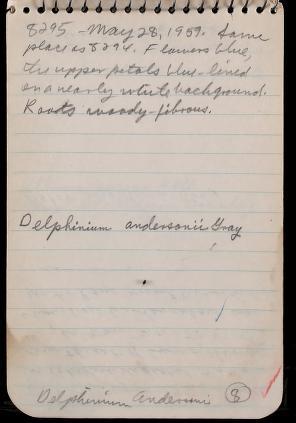 8295 - May 28, 1959. Same
place as 8294. Flowers blue,
the upper petals blue-lined
on a nearly white background.
Roots woody-fibrous.
Delphinium andersonii Gray
Delphinium Andersoni
8